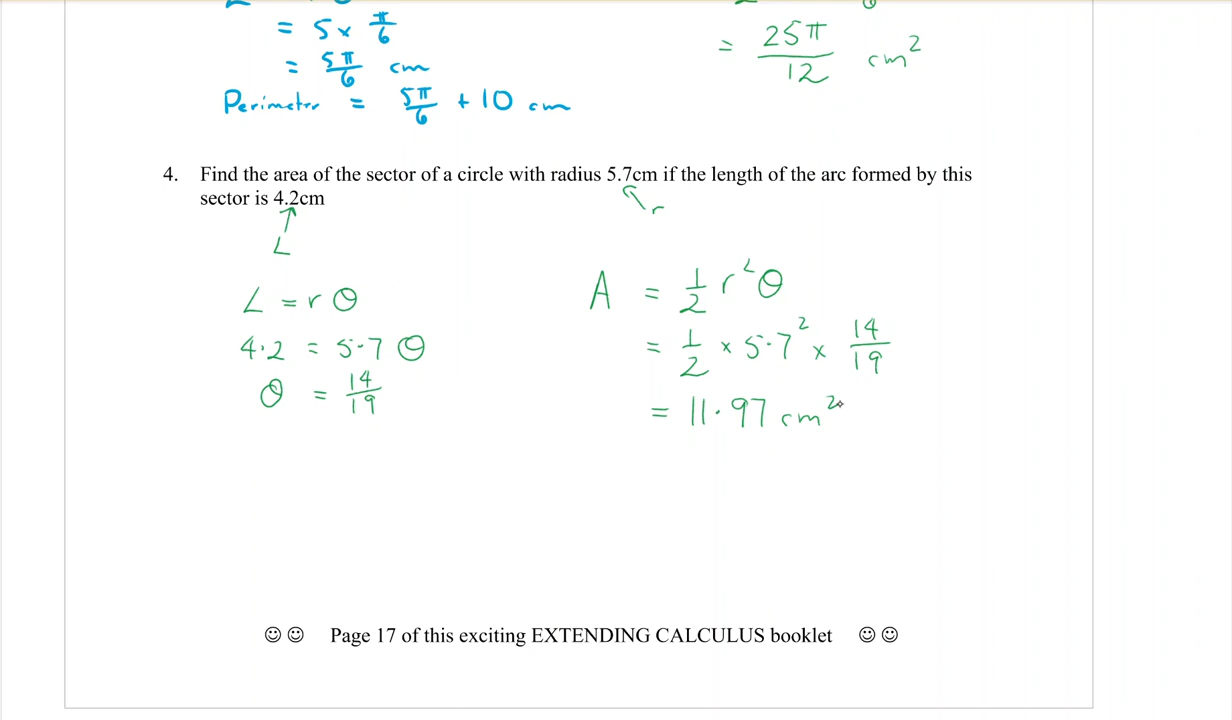 = 5 × π/6
= 5π/6 cm
Perimeter = 5π/6 + 10 cm
= 25π/12 cm²
4. Find the area of the sector of a circle with radius 5.7cm if the length of the arc formed by this
sector is 4.2cm
r
L
L = r θ
4.2 = 5.7 θ
θ = 14/19
A = 1/2 r² θ
= 1/2 × 5.7² × 14/19
= 11.97 cm²
☺☺ Page 17 of this exciting EXTENDING CALCULUS booklet ☺☺